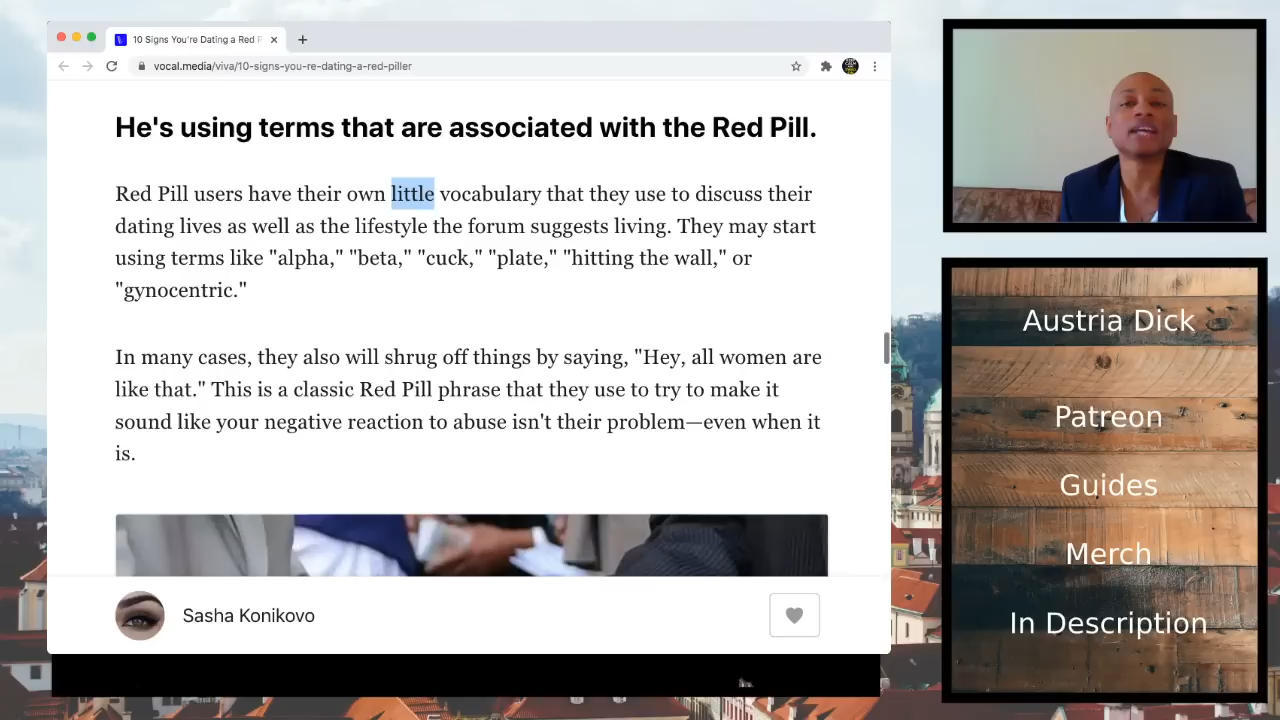 10 Signs You're Dating a Red P
vocal.media/viva/10-signs-you-re-dating-a-red-piller
He's using terms that are associated with the Red Pill.
Red Pill users have their own little vocabulary that they use to discuss their
dating lives as well as the lifestyle the forum suggests living. They may start
using terms like "alpha," "beta," "cuck," "plate," "hitting the wall," or
"gynocentric."
In many cases, they also will shrug off things by saying, "Hey, all women are
like that." This is a classic Red Pill phrase that they use to try to make it
sound like your negative reaction to abuse isn't their problem—even when it
is.
Sasha Konikovo
Austria Dick
Patreon
Guides
Merch
In Description